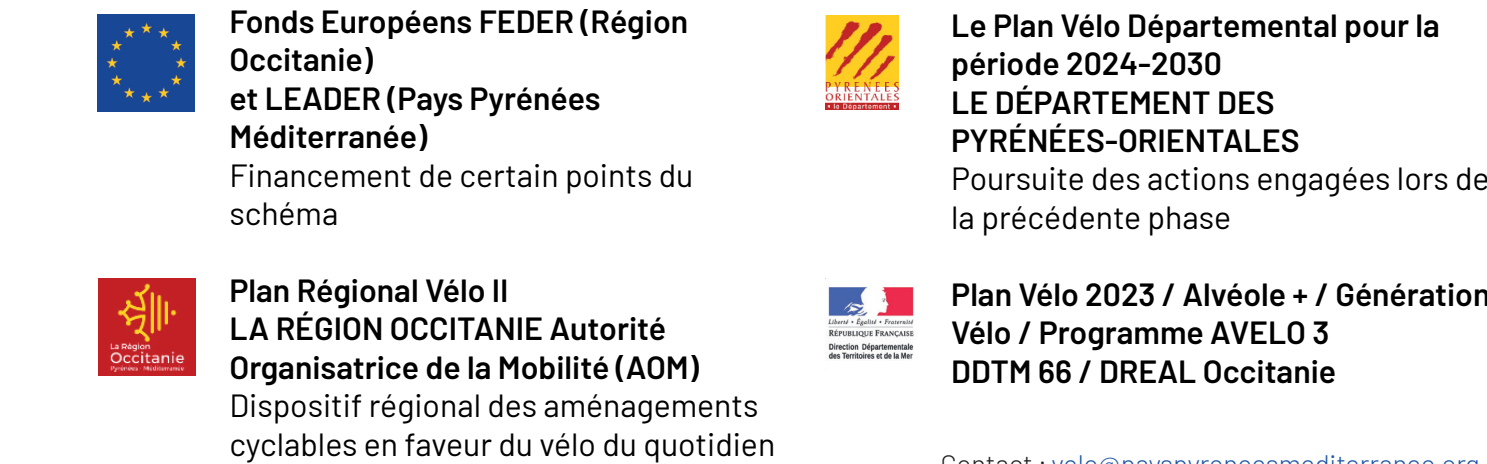 Fonds Européens FEDER (Région
Occitanie)
et LEADER (Pays Pyrénées
Méditerranée)
Financement de certain points du
schéma
PYRENEES
ORIENTALES
• le Département •
Le Plan Vélo Départemental pour la
période 2024-2030
LE DÉPARTEMENT DES
PYRÉNÉES-ORIENTALES
Poursuite des actions engagées lors de
la précédente phase
La Région
Occitanie
Pyrénées - Méditerranée
Plan Régional Vélo II
LA RÉGION OCCITANIE Autorité
Organisatrice de la Mobilité (AOM)
Dispositif régional des aménagements
cyclables en faveur du vélo du quotidien
Liberté • Égalité • Fraternité
RÉPUBLIQUE FRANÇAISE
Direction Départementale
des Territoires et de la Mer
Plan Vélo 2023 / Alvéole + / Génération
Vélo / Programme AVELO 3
DDTM 66 / DREAL Occitanie
Contact : velo@payspyreneesmediterranee.org